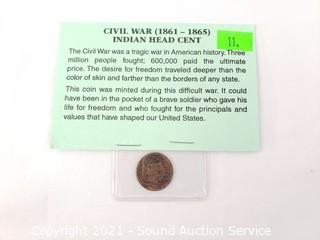 CIVIL WAR (1861 – 1865)
INDIAN HEAD CENT
11.
The Civil War was a tragic war in American history. Three
million people fought; 600,000 paid the ultimate
price. The desire for freedom traveled deeper than the
color of skin and farther than the borders of any state.
This coin was minted during this difficult war. It could
have been in the pocket of a brave soldier who gave his
life for freedom and who fought for the principals and
values that have shaped our United States.
Copyright 2021 - Sound Auction Service